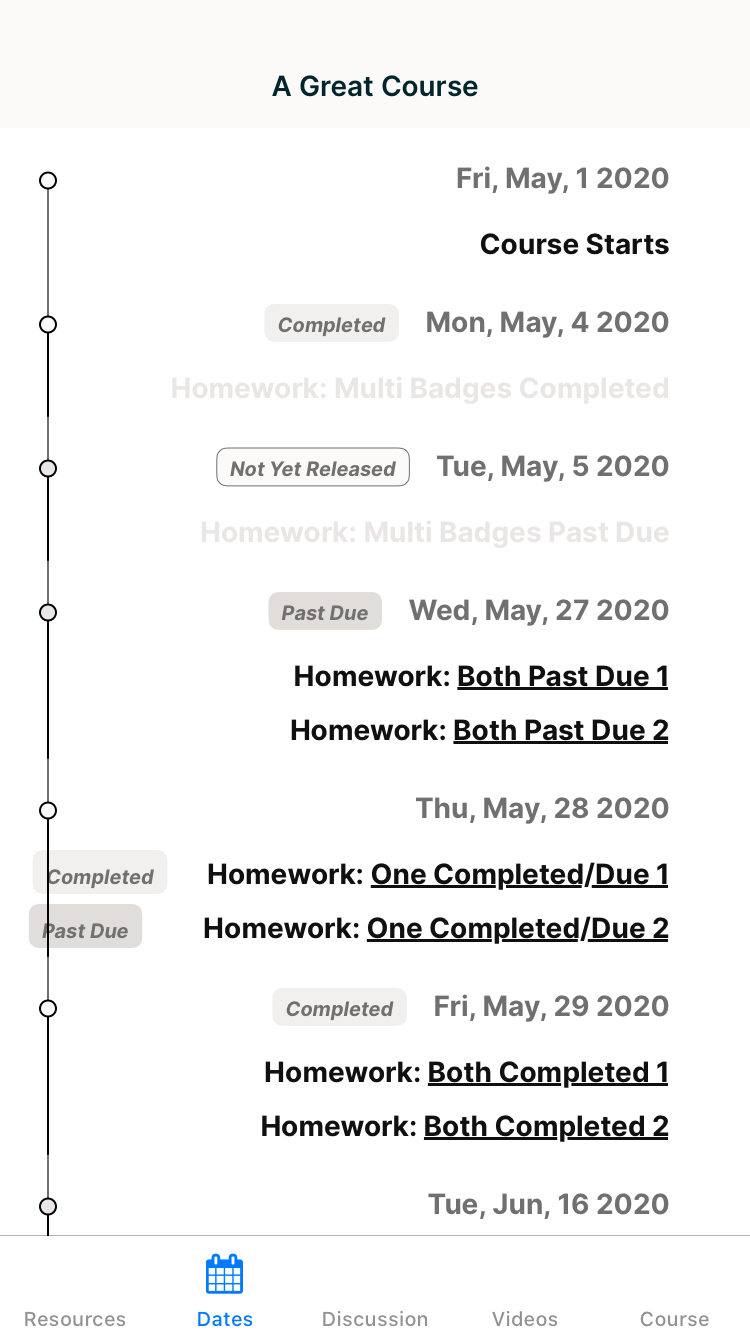 A Great Course
Fri, May, 1 2020
Course Starts
Completed Mon, May, 4 2020
Homework: Multi Badges Completed
Not Yet Released Tue, May, 5 2020
Homework: Multi Badges Past Due
Past Due Wed, May, 27 2020
Homework: Both Past Due 1
Homework: Both Past Due 2
Thu, May, 28 2020
Completed Homework: One Completed/Due 1
Past Due Homework: One Completed/Due 2
Completed Fri, May, 29 2020
Homework: Both Completed 1
Homework: Both Completed 2
Tue, Jun, 16 2020
Resources Dates Discussion Videos Course